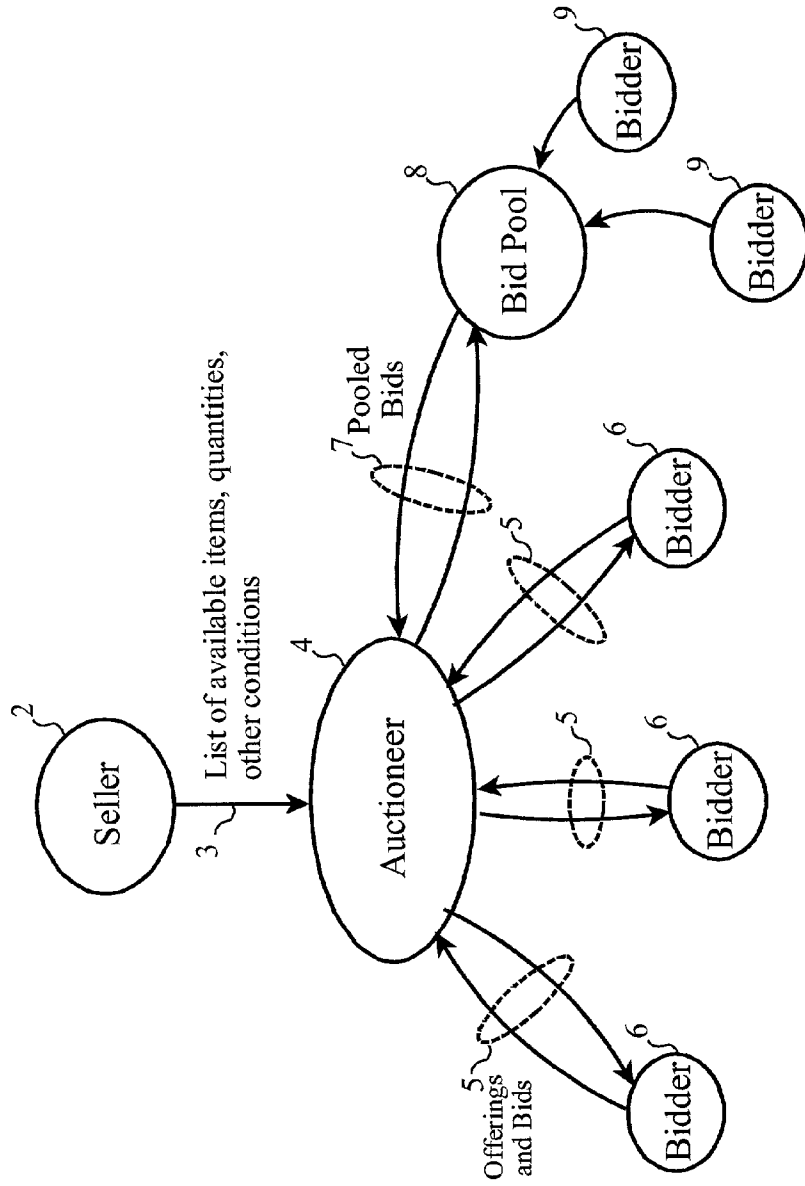 2
Seller
3
List of available items, quantities,
other conditions
4
Auctioneer
7
Pooled
Bids
8
Bid Pool
9
Bidder
9
Bidder
5
Offerings
and Bids
6
Bidder
5
6
Bidder
5
6
Bidder